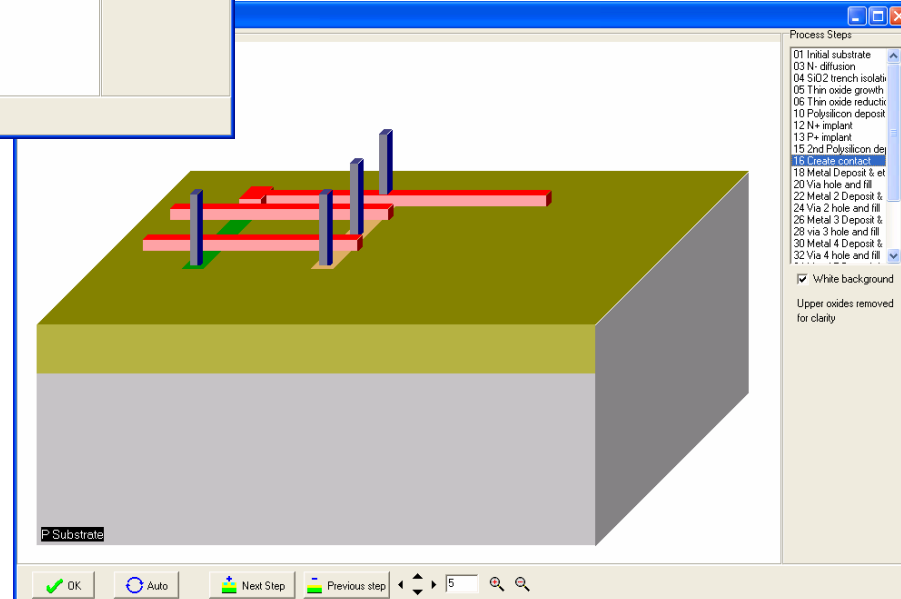 Process Steps
01 Initial substrate
03 N- diffusion
04 SiO2 trench isolati
05 Thin oxide growth
06 Thin oxide reductic
10 Polysilicon deposit
12 N+ implant
13 P+ implant
15 2nd Polysilicon dep
16 Create contact
18 Metal Deposit & et
20 Via hole and fill
22 Metal 2 Deposit &
24 Via 2 hole and fill
26 Metal 3 Deposit &
28 via 3 hole and fill
30 Metal 4 Deposit &
32 Via 4 hole and fill
White background
Upper oxides removed
for clarity
P Substrate
OK Auto Next Step Previous step 5